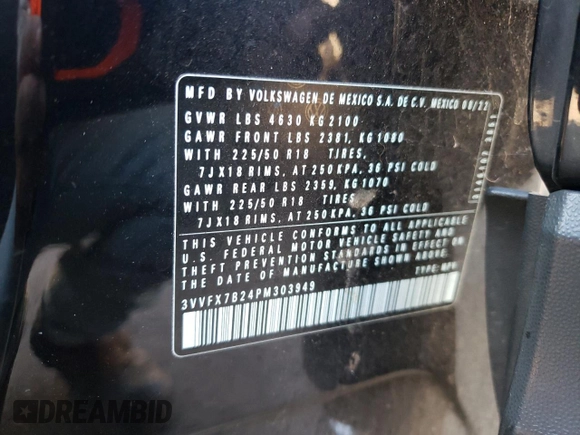 MFD BY VOLKSWAGEN DE MEXICO S.A. DE C.V. MEXICO 08/22
GVWR LBS 4630 KG 2100
GAWR FRONT LBS 2381, KG 1080
WITH 225/50 R18 TIRES,
7JX18 RIMS, AT 250 KPA, 36 PSI COLD
GAWR REAR LBS 2359, KG 1070
WITH 225/50 R18 TIRES,
7JX18 RIMS, AT 250 KPA, 36 PSI COLD
THIS VEHICLE CONFORMS TO ALL APPLICABLE
U.S. FEDERAL MOTOR VEHICLE SAFETY AND
THEFT PREVENTION STANDARDS IN EFFECT ON
THE DATE OF MANUFACTURE SHOWN ABOVE.
TYPE: MPV
3VVFX7B24PM303949
DREAMBID